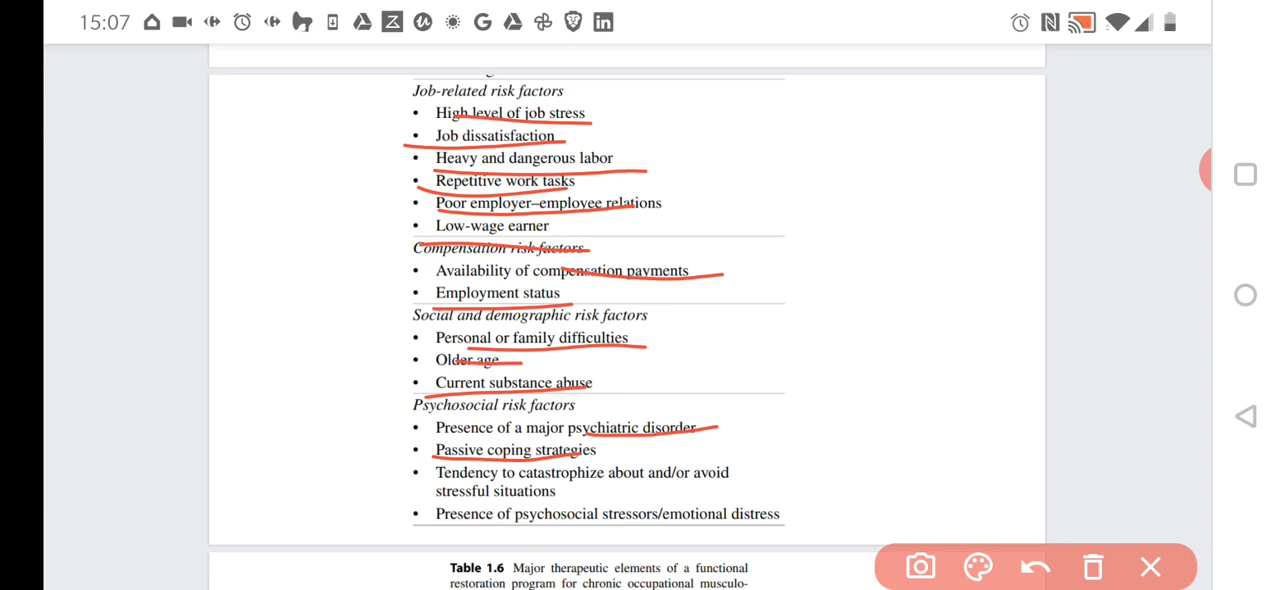 15:07
Job-related risk factors
• High level of job stress
• Job dissatisfaction
• Heavy and dangerous labor
• Repetitive work tasks
• Poor employer–employee relations
• Low-wage earner
Compensation risk factors
• Availability of compensation payments
• Employment status
Social and demographic risk factors
• Personal or family difficulties
• Older age
• Current substance abuse
Psychosocial risk factors
• Presence of a major psychiatric disorder
• Passive coping strategies
• Tendency to catastrophize about and/or avoid
stressful situations
• Presence of psychosocial stressors/emotional distress
Table 1.6 Major therapeutic elements of a functional
restoration program for chronic occupational musculo-